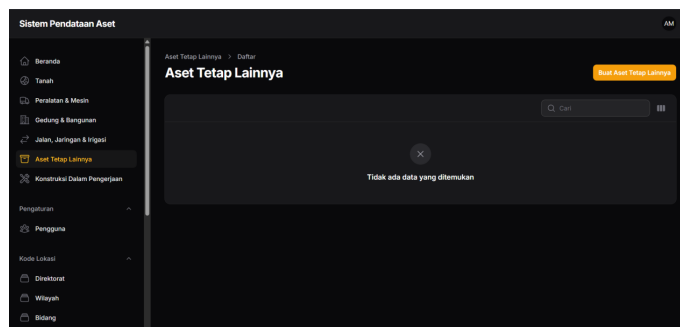 Sistem Pendataan Aset
AM
Beranda
Tanah
Peralatan & Mesin
Gedung & Bangunan
Jalan, Jaringan & Irigasi
Aset Tetap Lainnya
Konstruksi Dalam Pengerjaan
Pengaturan
Pengguna
Kode Lokasi
Direktorat
Wilayah
Bidang
Aset Tetap Lainnya > Daftar
Aset Tetap Lainnya
Buat Aset Tetap Lainnya
Cari
Tidak ada data yang ditemukan